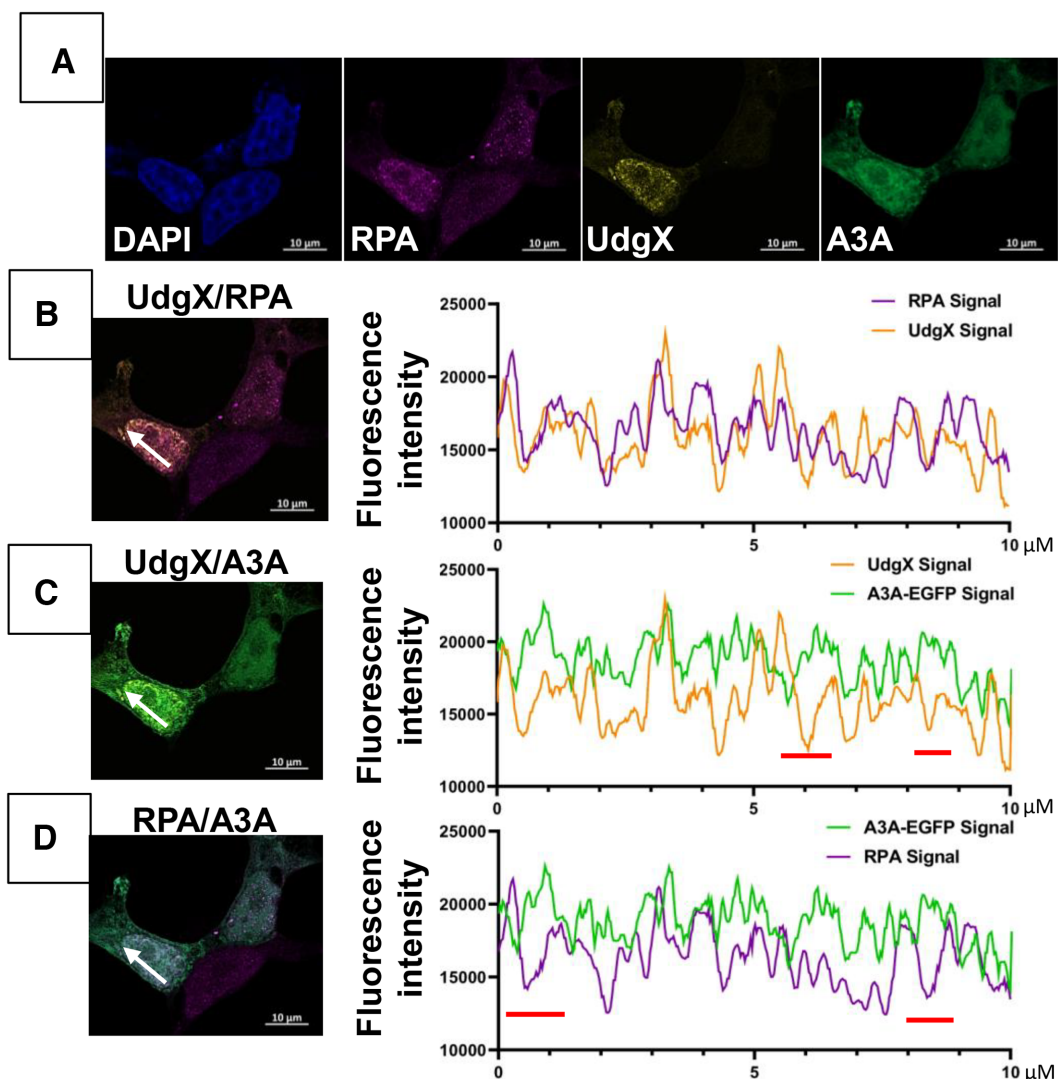 A
DAPI
10 µm
RPA
10 µm
UdgX
10 µm
A3A
10 µm
B
UdgX/RPA
10 µm
Fluorescence
intensity
25000
20000
15000
10000
0
5
10
µM
RPA Signal
UdgX Signal
C
UdgX/A3A
10 µm
Fluorescence
intensity
25000
20000
15000
10000
0
5
10
µM
UdgX Signal
A3A-EGFP Signal
D
RPA/A3A
10 µm
Fluorescence
intensity
25000
20000
15000
10000
0
5
10
µM
A3A-EGFP Signal
RPA Signal